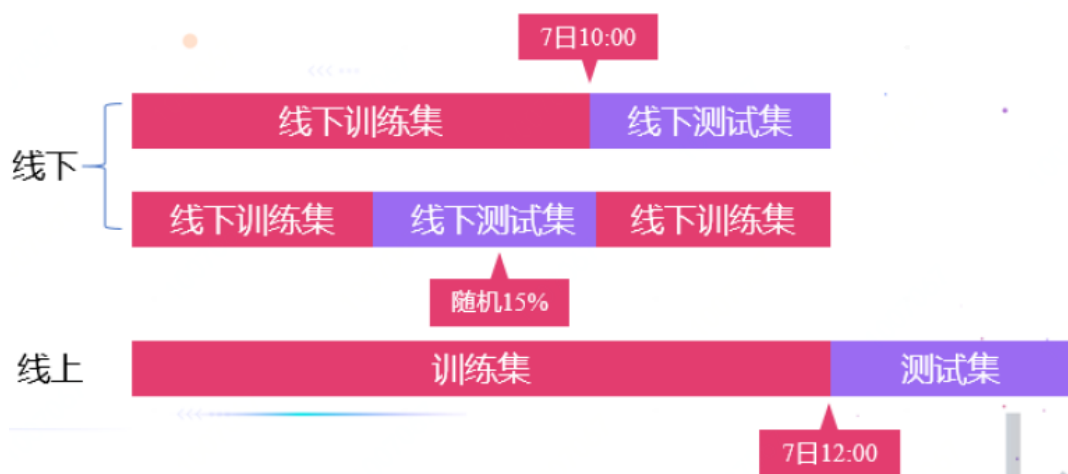 7日10:00
线下训练集
线下测试集
线下
线下训练集
线下测试集
线下训练集
随机15%
线上
训练集
测试集
7日12:00